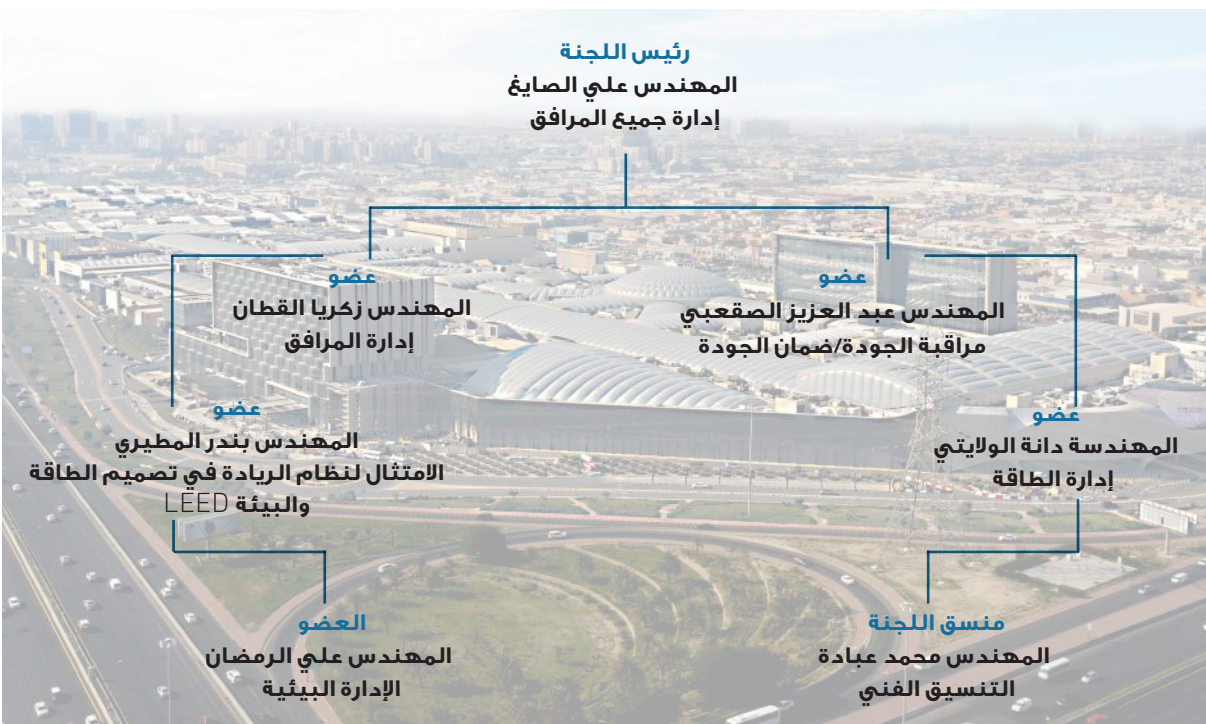 رئيس اللجنة
المهندس علي الصايغ
إدارة جميع المرافق
عضو
المهندس عبد العزيز الصقعبي
مراقبة الجودة/ضمان الجودة
عضو
المهندس زكريا القطان
إدارة المرافق
عضو
المهندسة دانة الولايتي
إدارة الطاقة
عضو
المهندس بندر المطيري
الامتثال لنظام الريادة في تصميم الطاقة
والبيئة LEED
منسق اللجنة
المهندس محمد عبادة
التنسيق الفني
العضو
المهندس علي الرمضان
الإدارة البيئية